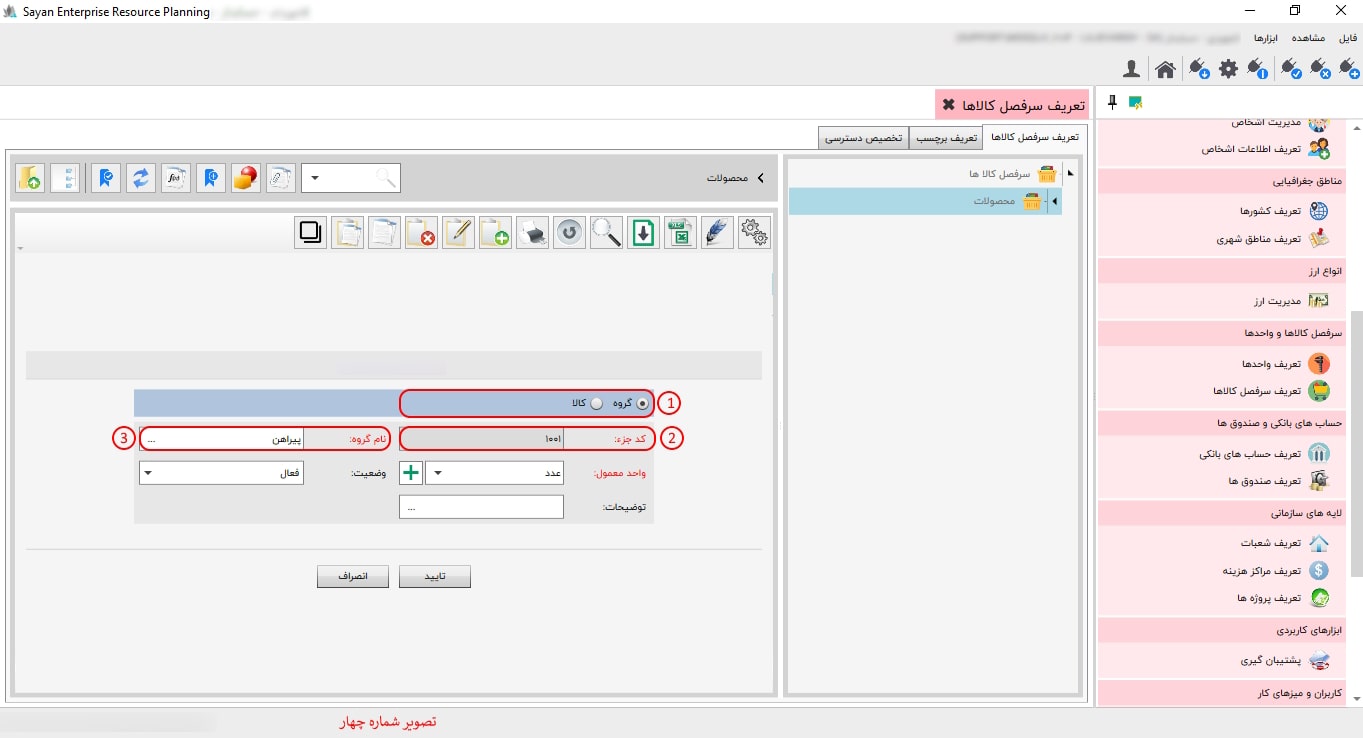 Sayan Enterprise Resource Planning
فایل مشاهده ابزارها
تعریف سرفصل کالاها
تعریف سرفصل کالاها تعریف برچسب تخصیص دسترسی
مدیریت اشخاص
تعریف اطلاعات اشخاص
مناطق جغرافیایی
تعریف کشورها
تعریف مناطق شهری
انواع ارز
مدیریت ارز
سرفصل کالاها و واحدها
تعریف واحدها
تعریف سرفصل کالاها
حساب های بانکی و صندوق ها
تعریف حساب های بانکی
تعریف صندوق ها
لایه های سازمانی
تعریف شعبات
تعریف مراکز هزینه
تعریف پروژه ها
ابزارهای کاربردی
پشتیبان گیری
کاربران و میزهای کار
سرفصل کالا ها
محصولات
محصولات
f(x)
XLS
1 گروه کالا
2 کد جزء: ۱۰۰۱ نام گروه: پیراهن ... 3
واحد معمول: عدد وضعیت: فعال
توضیحات: ...
تایید انصراف
تصویر شماره چهار